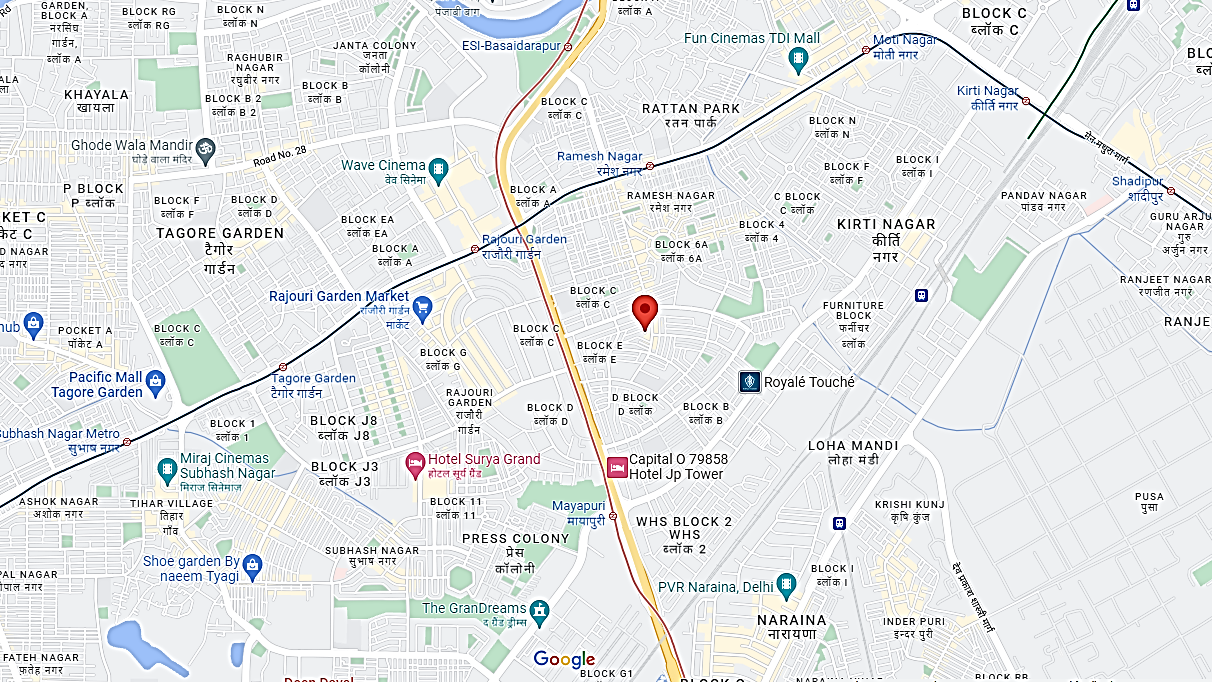 GARDEN,
BLOCK A
नरसिंघ
गार्डन,
ब्लॉक A
BLOCK RG
ब्लॉक RG
BLOCK N
ब्लॉक N
पंजाबी बाग
ब्लॉक A
BLOCK C
ब्लॉक C
JANTA COLONY
जनता
कॉलोनी
ESI-Basaidarapur
Fun Cinemas TDI Mall
Moti Nagar
मोती नगर
RAGHUBIR
NAGAR
रघुबीर नगर
BLOCK B
ब्लॉक B
KHAYALA
खायला
BLOCK B 2
ब्लॉक B 2
BLOCK C
ब्लॉक C
RATTAN PARK
रतन पार्क
Kirti Nagar
कीर्ति नगर
BLOCK N
ब्लॉक N
Ghode Wala Mandir
घोडे वाला मंदिर
Road No. 28
Wave Cinema
वेव सिनेमा
Ramesh Nagar
रमेश नगर
BLOCK F
ब्लॉक F
BLOCK I
ब्लॉक I
Shadipur
शादीपुर
P BLOCK
P ब्लॉक
BLOCK F
ब्लॉक F
BLOCK D
ब्लॉक D
BLOCK A
ब्लॉक A
RAMESH NAGAR
रमेश नगर
C BLOCK
C ब्लॉक
PANDAV NAGAR
पांडव नगर
BLOCK EA
ब्लॉक EA
TAGORE GARDEN
टैगोर
गार्डन
BLOCK A
ब्लॉक A
Rajouri Garden
राजौरी गार्डन
BLOCK 6A
ब्लॉक 6A
BLOCK 4
ब्लॉक 4
KIRTI NAGAR
कीर्ति
नगर
NAGAR
गुरु
अर्जुन नगर
RANJEET NAGAR
रणजीत नगर
Rajouri Garden Market
राजौरी गार्डन
मार्केट
BLOCK C
ब्लॉक C
FURNITURE
BLOCK
फर्नीचर
ब्लॉक
POCKET A
पॉकेट A
BLOCK C
ब्लॉक C
BLOCK C
ब्लॉक C
BLOCK E
ब्लॉक E
BLOCK G
ब्लॉक G
Pacific Mall
Tagore Garden
Tagore Garden
टैगोर गार्डन
Royalé Touché
RAJOURI
GARDEN
राजौरी
गार्डन
BLOCK D
ब्लॉक D
D BLOCK
D ब्लॉक
BLOCK B
ब्लॉक B
BLOCK 1
ब्लॉक 1
BLOCK J8
ब्लॉक J8
Subhash Nagar Metro
सुभाष नगर
LOHA MANDI
लोहा मंडी
Miraj Cinemas
Subhash Nagar
मिराज सिनेमाज़
BLOCK J3
ब्लॉक J3
Hotel Surya Grand
होटल सूर्य ग्रैंड
Capital O 79858
Hotel Jp Tower
ASHOK NAGAR
अशोक नगर
TIHAR VILLAGE
तिहार
गाँव
BLOCK 11
ब्लॉक 11
Mayapuri
मायापुरी
WHS BLOCK 2
WHS
ब्लॉक 2
KRISHI KUNJ
कृषि कुंज
PUSA
पुसा
PRESS COLONY
प्रेस
कॉलोनी
SUBHASH NAGAR
सुभाष नगर
Shoe garden By
naeem Tyagi
BLOCK I
ब्लॉक I
PVR Naraina, Delhi
देव प्रकाश शास्त्री मार्ग
The GranDreams
द ग्रैंड ड्रीम्स
NARAINA
नारायणा
INDER PURI
इन्दर पुरी
FATEH NAGAR
फ़तेह नगर
Google
BLOCK G1
BLOCK RB